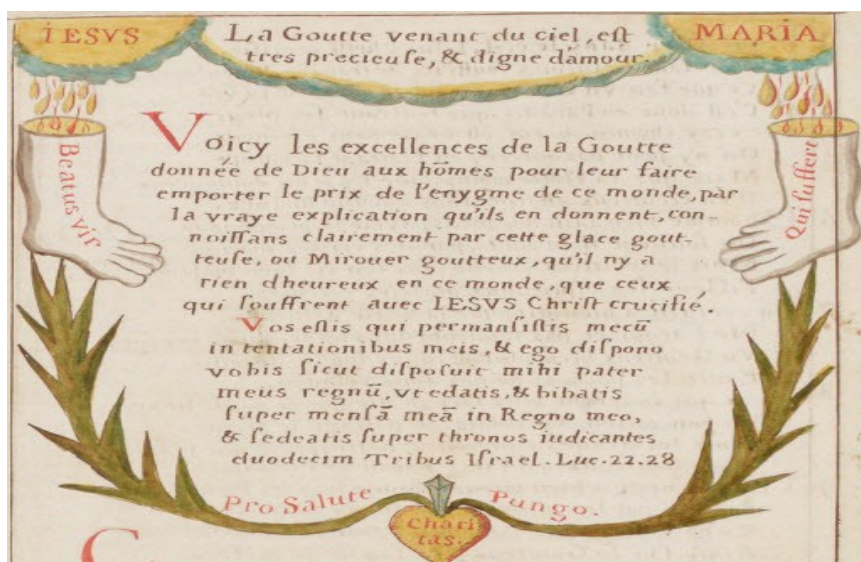 IESVS
La Goutte venant du ciel, est
tres precieuse, & digne d'amour.
MARIA
Beatus vir
Qui suffert
Voicy les excellences de la Goutte
donnée de Dieu aux hõmes pour leur faire
emporter le prix de l'enygme de ce monde, par
la vraye explication qu'ils en donnent, con-
noiſſans clairement par cette glace gout-
teuſe, ou Mirouer goutteux, qu'il ny a
rien dheureux en ce monde, que ceux
qui ſouffrent auec IESVS Chriſt crucifié.
Vos eſtis qui permanſiſtis mecũ
in tentationibus meis, & ego diſpono
vobis ſicut diſpoſuit mihi pater
meus regnũ, vt edatis, & bibatis
ſuper menſã meã in Regno meo,
& ſedeatis ſuper thronos iudicantes
duodecim Tribus Iſrael. Luc. 22. 28
Pro Salute Pungo.
Chari
tas.